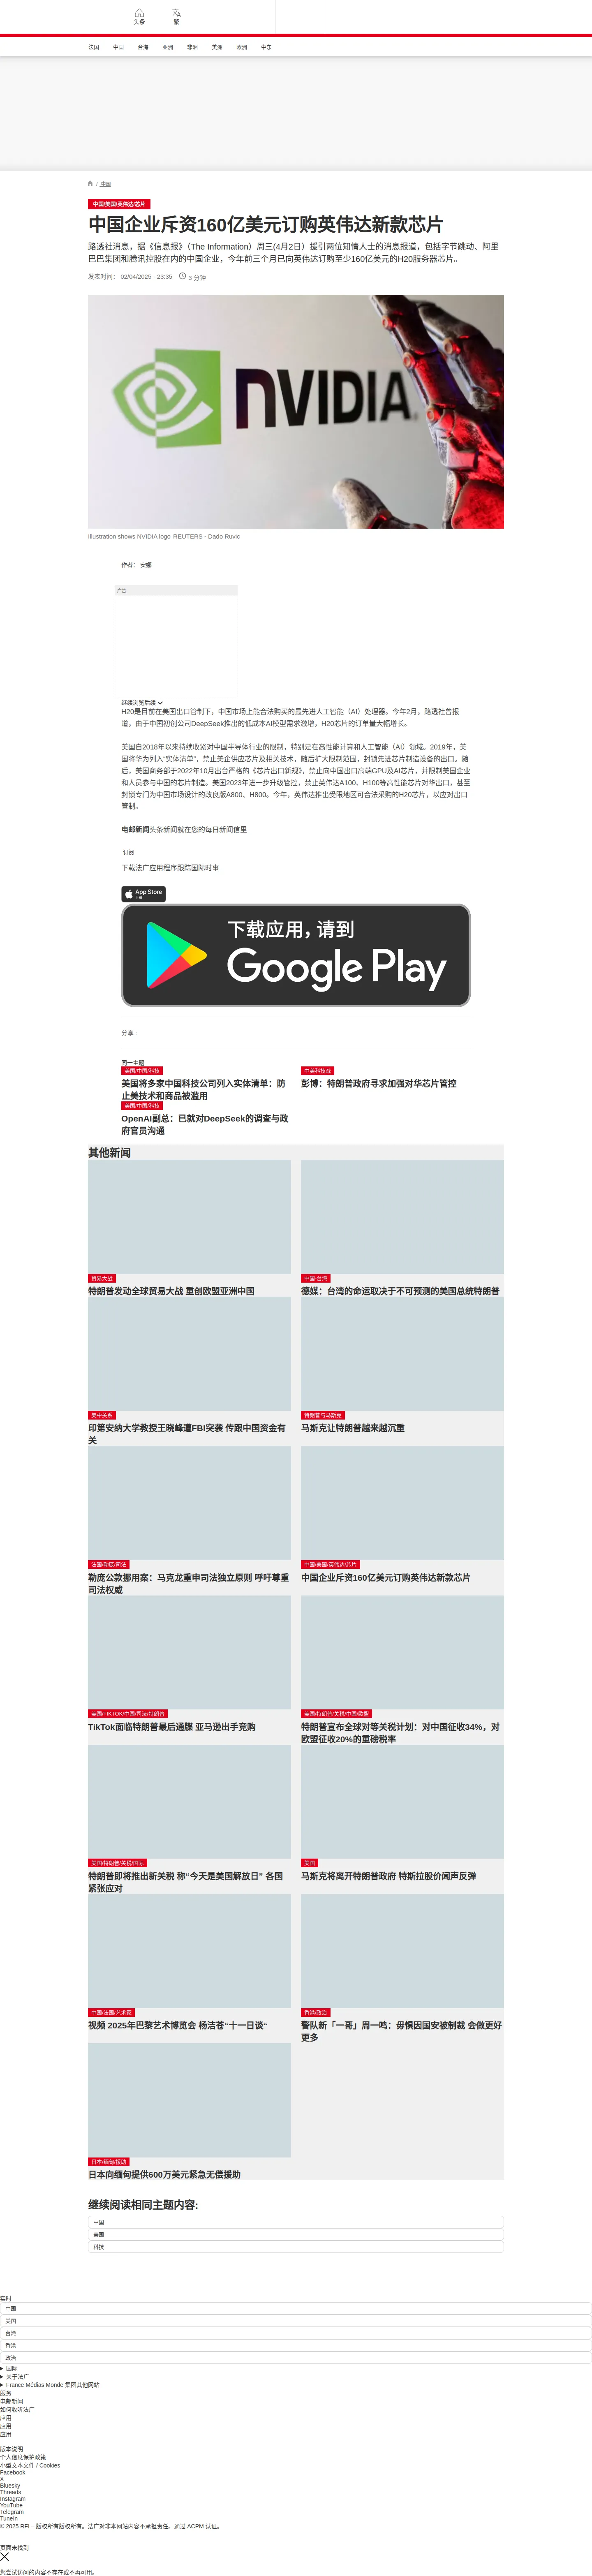 头条
繁
法国
中国
台海
亚洲
非洲
美洲
欧洲
中东
/ 中国
中国/美国/英伟达/芯片
中国企业斥资160亿美元订购英伟达新款芯片
路透社消息，据《信息报》（The Information）周三(4月2日）援引两位知情人士的消息报道，包括字节跳动、阿里
巴巴集团和腾讯控股在内的中国企业，今年前三个月已向英伟达订购至少160亿美元的H20服务器芯片。
发表时间： 02/04/2025 - 23:35
3 分钟
NVIDIA
Illustration shows NVIDIA logo REUTERS - Dado Ruvic
作者： 安娜
广告
继续浏览后续
H20是目前在美国出口管制下，中国市场上能合法购买的最先进人工智能（AI）处理器。今年2月，路透社曾报
道，由于中国初创公司DeepSeek推出的低成本AI模型需求激增，H20芯片的订单量大幅增长。
美国自2018年以来持续收紧对中国半导体行业的限制，特别是在高性能计算和人工智能（AI）领域。2019年，美
国将华为列入“实体清单”，禁止美企供应芯片及相关技术，随后扩大限制范围，封锁先进芯片制造设备的出口。随
后，美国商务部于2022年10月出台严格的《芯片出口新规》，禁止向中国出口高端GPU及AI芯片，并限制美国企业
和人员参与中国的芯片制造。美国2023年进一步升级管控，禁止英伟达A100、H100等高性能芯片对华出口，甚至
封锁专门为中国市场设计的改良版A800、H800。今年，英伟达推出受限地区可合法采购的H20芯片，以应对出口
管制。
电邮新闻头条新闻就在您的每日新闻信里
订阅
下载法广应用程序跟踪国际时事
App Store
下载
下载应用，请到
Google Play
分享 :
同一主题
美国/中国/科技
美国将多家中国科技公司列入实体清单：防
止美技术和商品被滥用
中美科技战
彭博：特朗普政府寻求加强对华芯片管控
美国/中国/科技
OpenAI副总：已就对DeepSeek的调查与政
府官员沟通
其他新闻
贸易大战
特朗普发动全球贸易大战 重创欧盟亚洲中国
中国-台湾
德媒：台湾的命运取决于不可预测的美国总统特朗普
美中关系
印第安纳大学教授王晓峰遭FBI突袭 传跟中国资金有
关
特朗普与马斯克
马斯克让特朗普越来越沉重
法国/勒庞/司法
勒庞公款挪用案：马克龙重申司法独立原则 呼吁尊重
司法权威
中国/美国/英伟达/芯片
中国企业斥资160亿美元订购英伟达新款芯片
美国/TIKTOK/中国/司法/特朗普
TikTok面临特朗普最后通牒 亚马逊出手竞购
美国/特朗普/关税/中国/欧盟
特朗普宣布全球对等关税计划：对中国征收34%，对
欧盟征收20%的重磅税率
美国/特朗普/关税/国际
特朗普即将推出新关税 称“今天是美国解放日” 各国
紧张应对
美国
马斯克将离开特朗普政府 特斯拉股价闻声反弹
中国/法国/艺术家
视频 2025年巴黎艺术博览会 杨洁苍“十一日谈“
香港/政治
警队新「一哥」周一鸣：毋惧因国安被制裁 会做更好
更多
日本/缅甸/援助
日本向缅甸提供600万美元紧急无偿援助
继续阅读相同主题内容:
中国
美国
科技
实时
中国
美国
台湾
香港
政治
国际
关于法广
France Médias Monde 集团其他网站
服务
电邮新闻
如何收听法广
应用
应用
应用
版本说明
个人信息保护政策
小型文本文件 / Cookies
Facebook
X
Bluesky
Threads
Instagram
YouTube
Telegram
TuneIn
© 2025 RFI – 版权所有版权所有。法广对非本网站内容不承担责任。通过 ACPM 认证。
页面未找到
您尝试访问的内容不存在或不再可用。